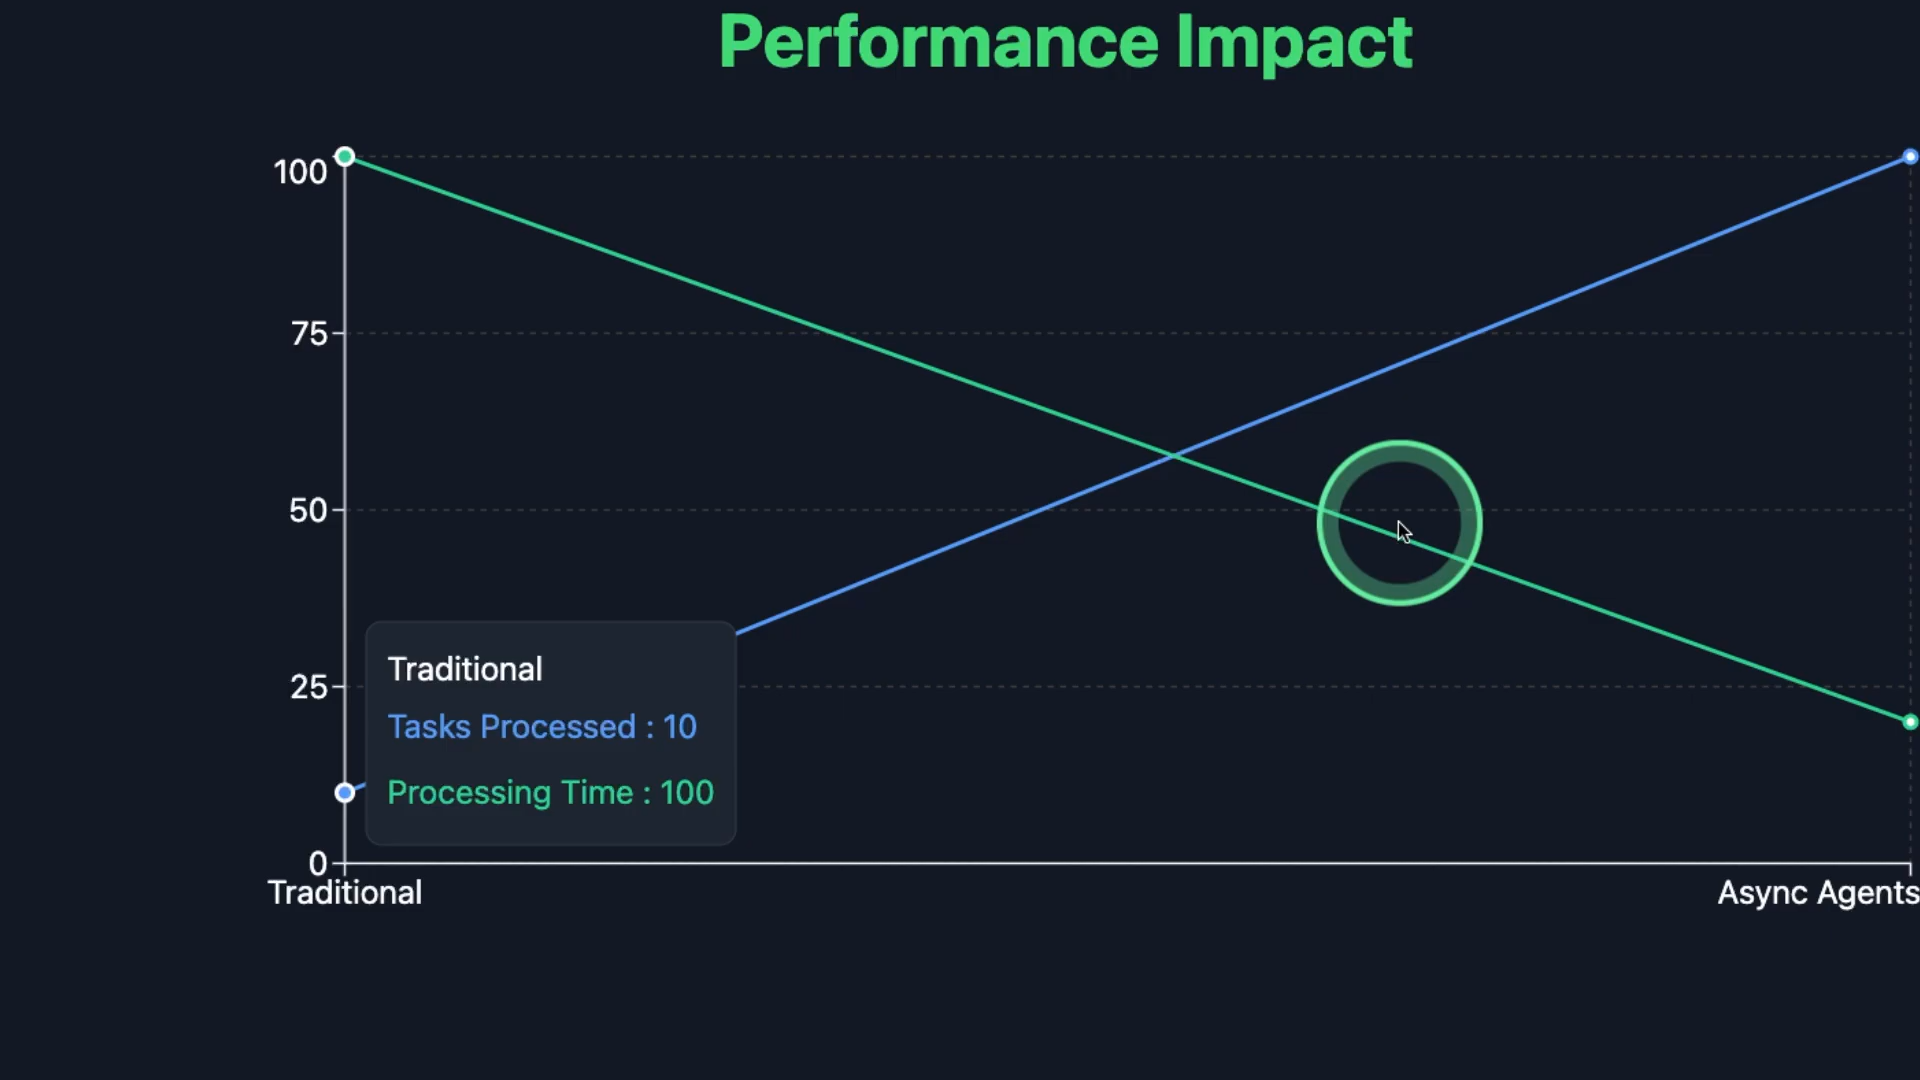 Performance Impact
100
75
50
25
0
Traditional
Tasks Processed : 10
Processing Time : 100
Traditional
Async Agents